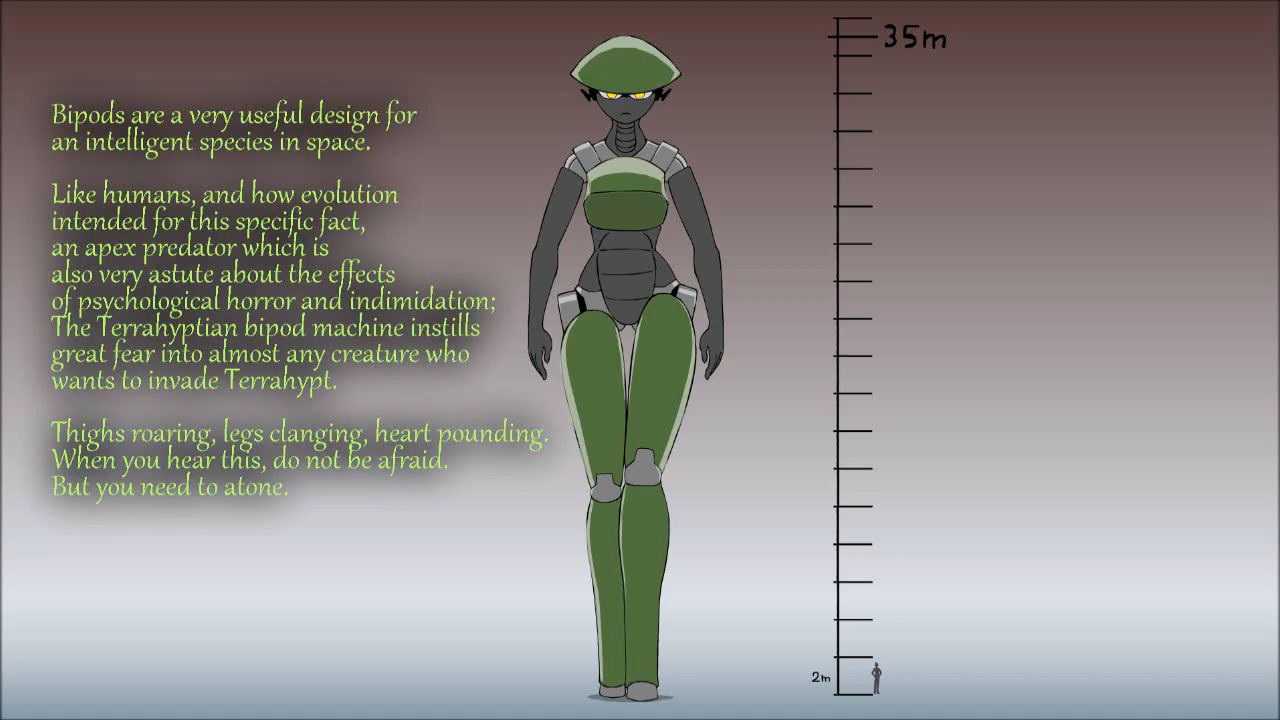 Bipods are a very useful design for
an intelligent species in space.
Like humans, and how evolution
intended for this specific fact,
an apex predator which is
also very astute about the effects
of psychological horror and indimidation;
The Terrahyptian bipod machine instills
great fear into almost any creature who
wants to invade Terrahypt.
Thighs roaring, legs clanging, heart pounding.
When you hear this, do not be afraid.
But you need to atone.
35m
2m